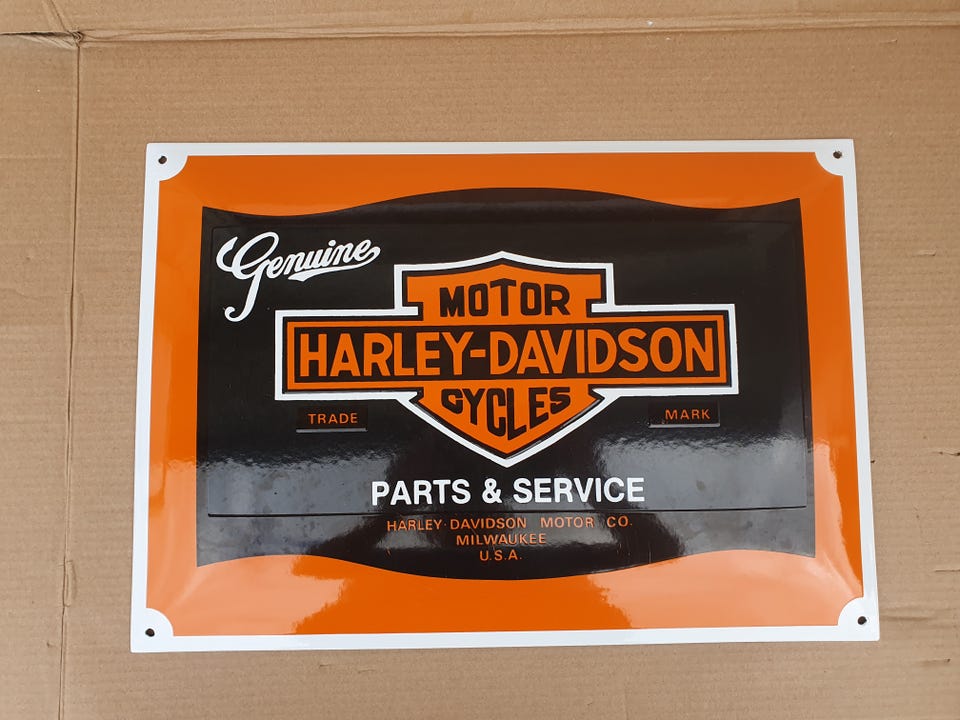 Genuine
MOTOR
HARLEY-DAVIDSON
CYCLES
TRADE MARK
PARTS & SERVICE
HARLEY-DAVIDSON MOTOR CO.
MILWAUKEE
U.S.A.